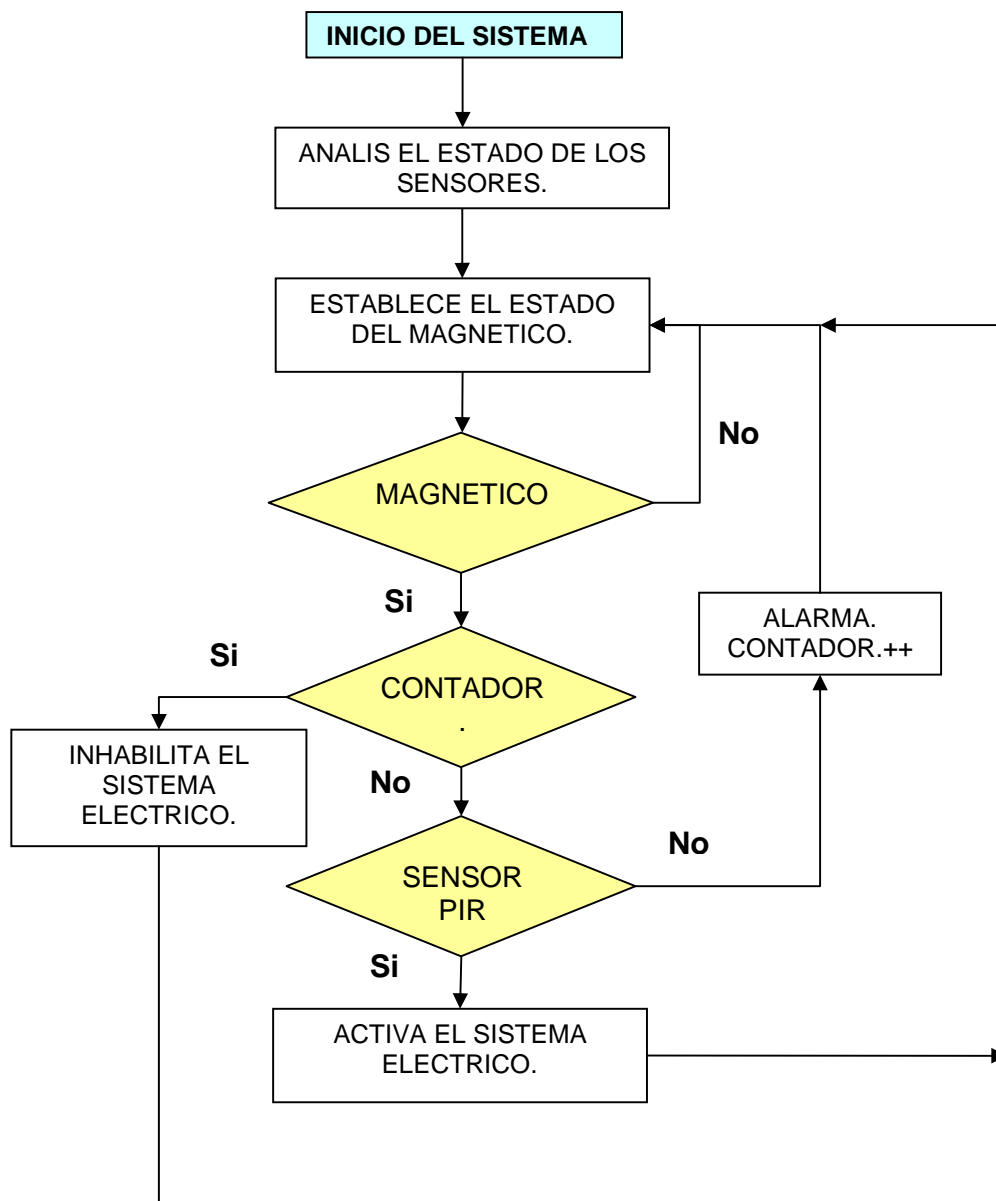 INICIO DEL SISTEMA
ANALIS EL ESTADO DE LOS
SENSORES.
ESTABLECE EL ESTADO
DEL MAGNETICO.
No
MAGNETICO
Si
ALARMA.
CONTADOR.++
Si
CONTADOR
.
INHABILITA EL
SISTEMA
ELECTRICO.
No
No
SENSOR
PIR
Si
ACTIVA EL SISTEMA
ELECTRICO.